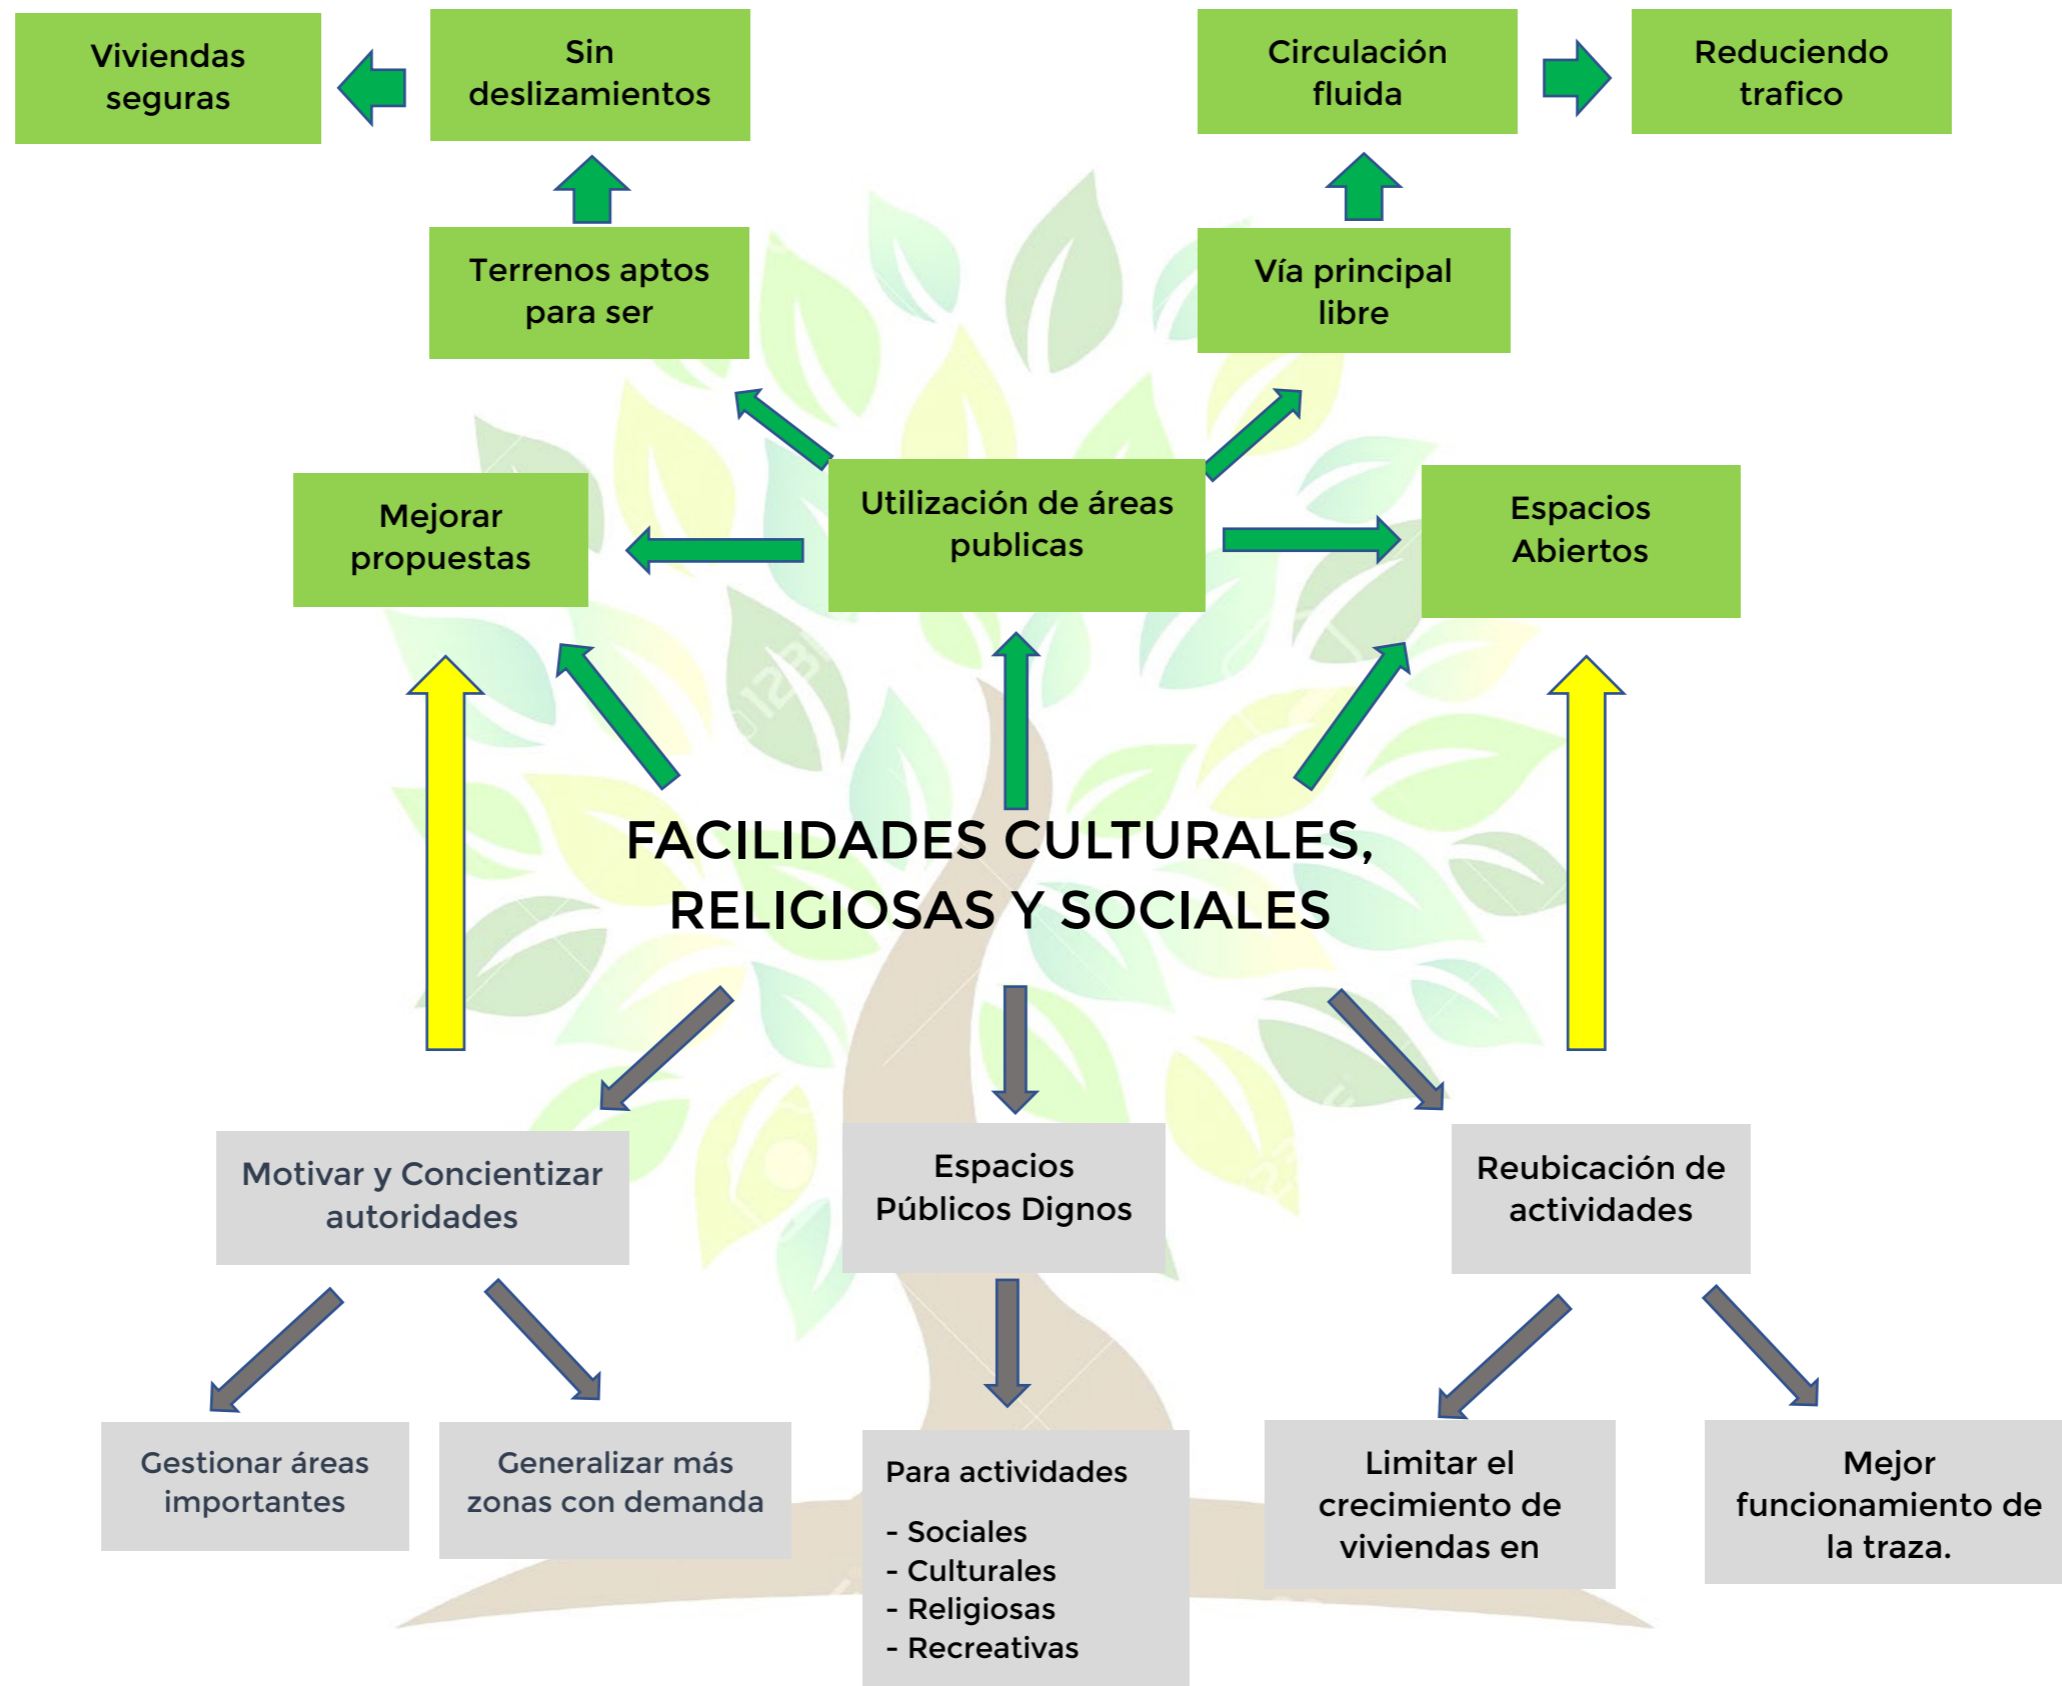 Viviendas
seguras
Sin
deslizamientos
Circulación
fluida
Reduciendo
trafico
Terrenos aptos
para ser
Vía principal
libre
Mejorar
propuestas
Utilización de áreas
publicas
Espacios
Abiertos
FACILIDADES CULTURALES,
RELIGIOSAS Y SOCIALES
Motivar y Concientizar
autoridades
Espacios
Públicos Dignos
Reubicación de
actividades
Gestionar áreas
importantes
Generalizar más
zonas con demanda
Para actividades
- Sociales
- Culturales
- Religiosas
- Recreativas
Limitar el
crecimiento de
viviendas en
Mejor
funcionamiento de
la traza.